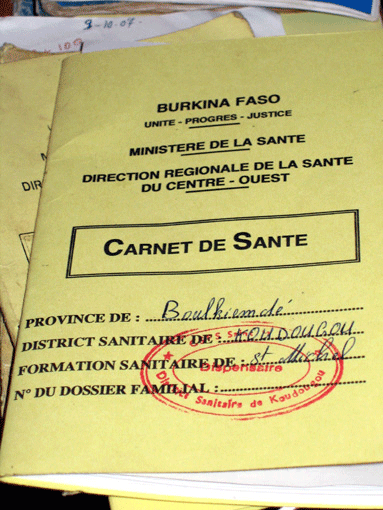 9-10-07.
109
BURKINA FASO
UNITE - PROGRES - JUSTICE
MINISTERE DE LA SANTE
DIRECTION REGIONALE DE LA SANTE
DU CENTRE - OUEST
CARNET DE SANTE
PROVINCE DE : Boulkiemdé
DISTRICT SANITAIRE DE : KOUDOUGOU
FORMATION SANITAIRE DE : St Michel
N° DU DOSSIER FAMILIAL :
Dispensaire
District Sanitaire de Koudougou